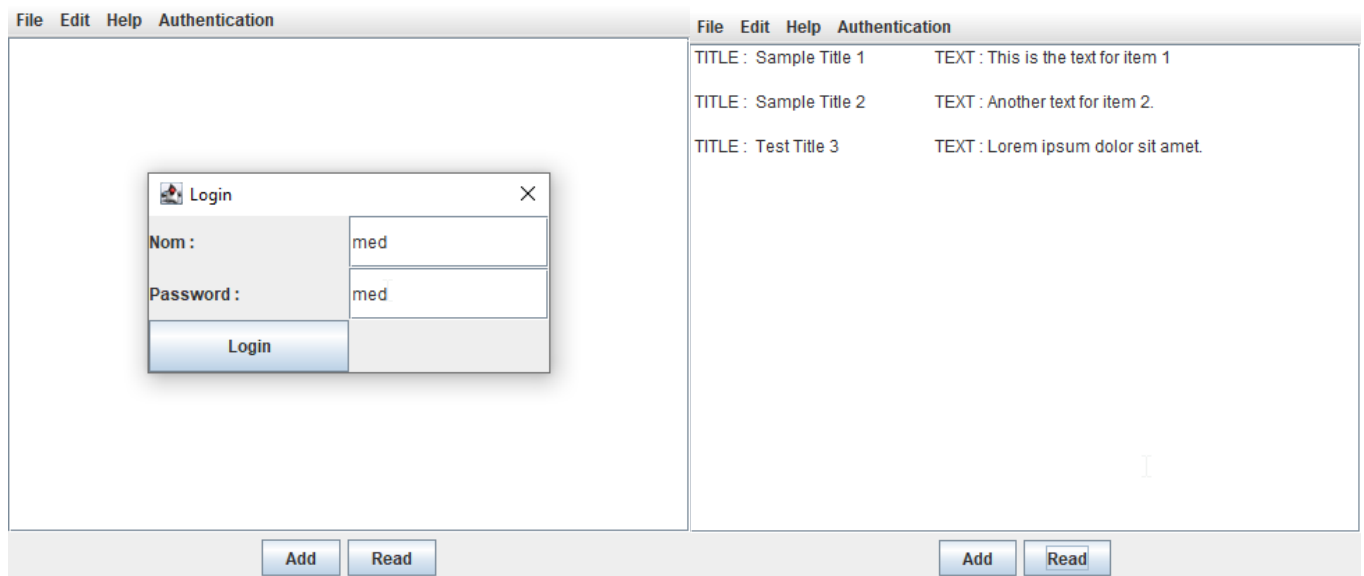 File Edit Help Authentication
Login
Nom : med
Password : med
Login
Add Read
File Edit Help Authentication
TITLE : Sample Title 1 TEXT : This is the text for item 1
TITLE : Sample Title 2 TEXT : Another text for item 2.
TITLE : Test Title 3 TEXT : Lorem ipsum dolor sit amet.
Add Read